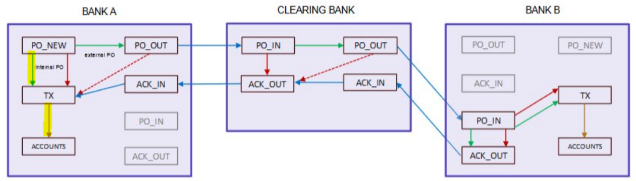 BANK A
CLEARING BANK
BANK B
PO_NEW
external PO
PO_OUT
internal PO
TX
ACK_IN
PO_IN
ACCOUNTS
ACK_OUT
PO_IN
PO_OUT
ACK_OUT
ACK_IN
PO_OUT
PO_NEW
ACK_IN
TX
PO_IN
ACK_OUT
ACCOUNTS